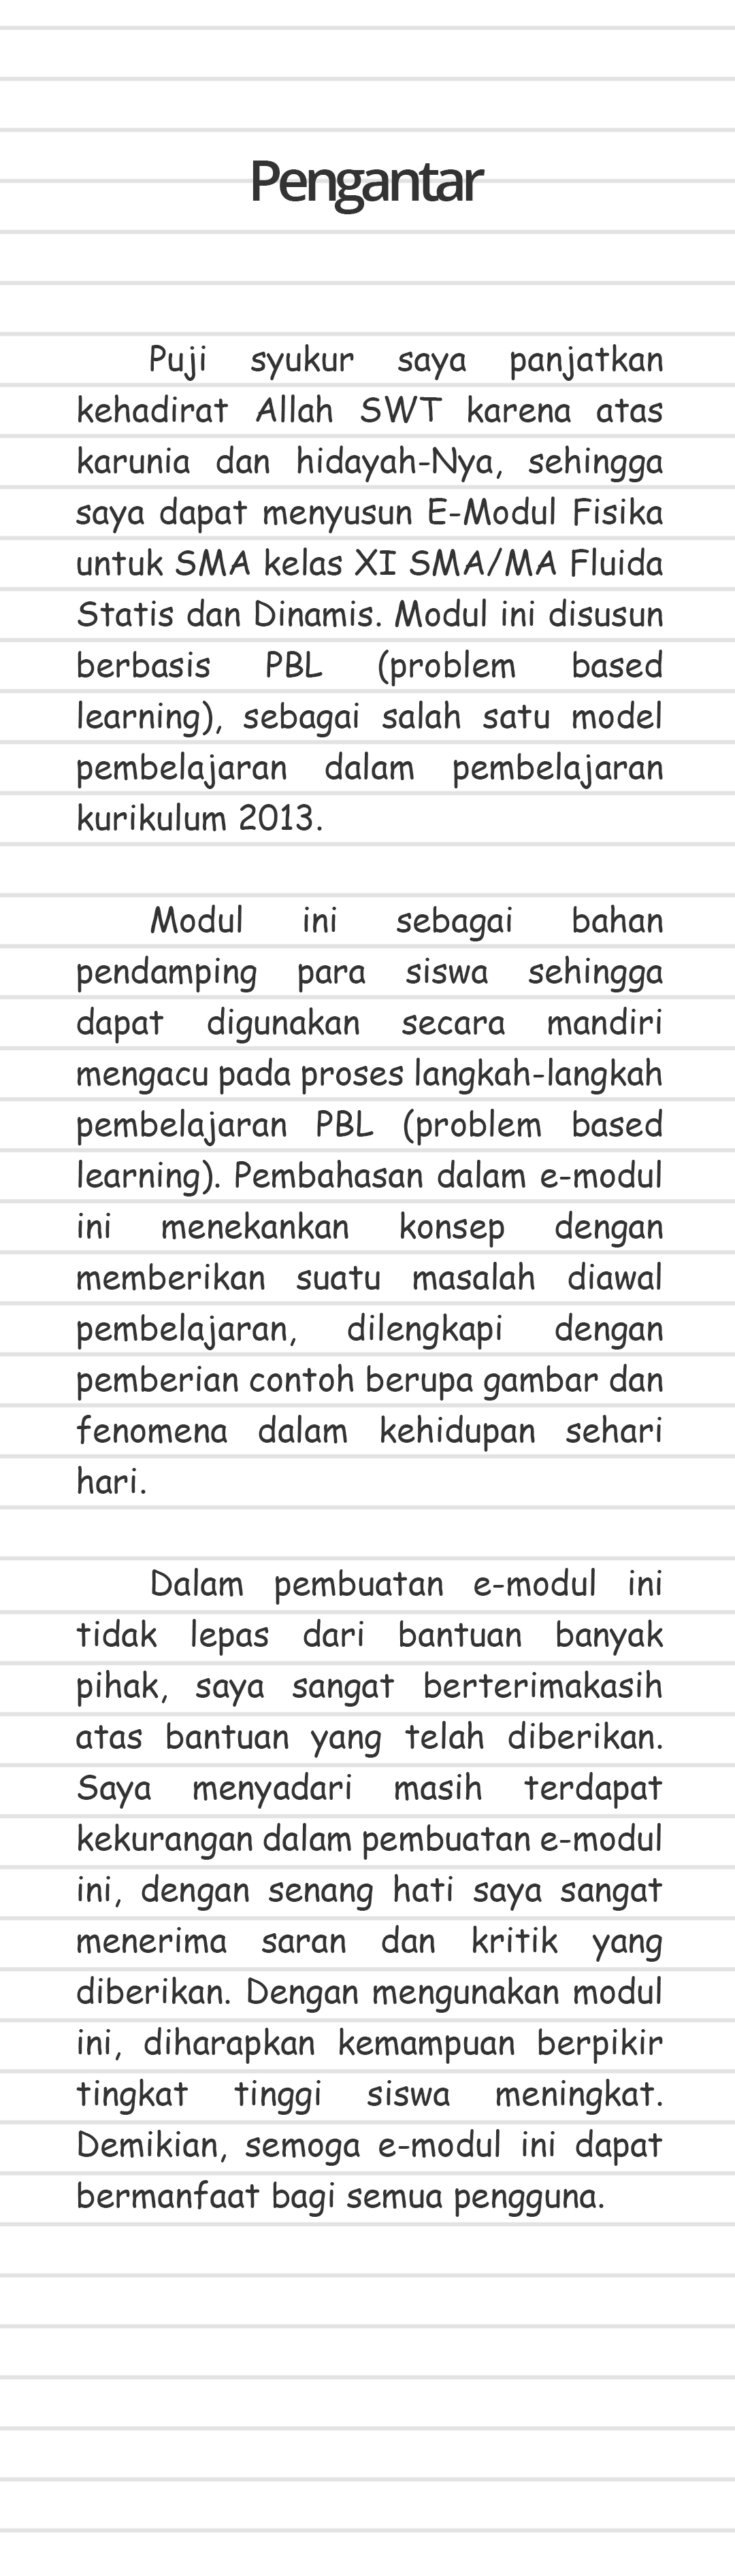 Pengantar
Puji syukur saya panjatkan
kehadirat Allah SWT karena atas
karunia dan hidayah-Nya, sehingga
saya dapat menyusun E-Modul Fisika
untuk SMA kelas XI SMA/MA Fluida
Statis dan Dinamis. Modul ini disusun
berbasis PBL (problem based
learning), sebagai salah satu model
pembelajaran dalam pembelajaran
kurikulum 2013.
Modul ini sebagai bahan
pendamping para siswa sehingga
dapat digunakan secara mandiri
mengacu pada proses langkah-langkah
pembelajaran PBL (problem based
learning). Pembahasan dalam e-modul
ini menekankan konsep dengan
memberikan suatu masalah diawal
pembelajaran, dilengkapi dengan
pemberian contoh berupa gambar dan
fenomena dalam kehidupan sehari
hari.
Dalam pembuatan e-modul ini
tidak lepas dari bantuan banyak
pihak, saya sangat berterimakasih
atas bantuan yang telah diberikan.
Saya menyadari masih terdapat
kekurangan dalam pembuatan e-modul
ini, dengan senang hati saya sangat
menerima saran dan kritik yang
diberikan. Dengan mengunakan modul
ini, diharapkan kemampuan berpikir
tingkat tinggi siswa meningkat.
Demikian, semoga e-modul ini dapat
bermanfaat bagi semua pengguna.